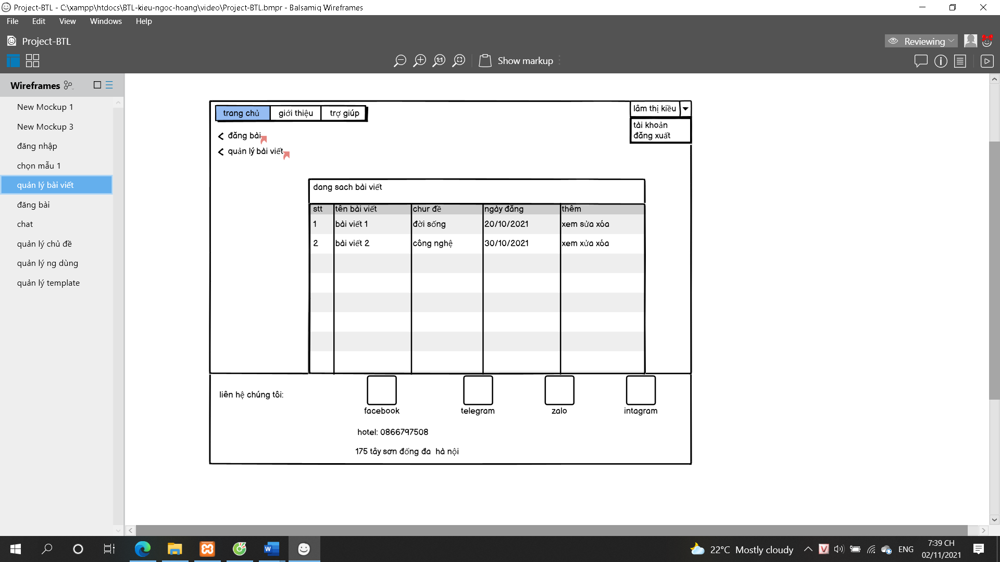 Project-BTL - C:\xampp\htdocs\BTL-kieu-ngoc-hoang\video\Project-BTL.bmpr - Balsamiq Wireframes
File Edit View Windows Help
Project-BTL
Reviewing
1:1
Show markup
Wireframes
New Mockup 1
New Mockup 3
đăng nhập
chọn mẫu 1
quản lý bài viết
đăng bài
chat
quản lý chủ đề
quản lý ng dùng
quản lý template
trang chủ giới thiệu trợ giúp
lâm thị kiều
tài khoản
đăng xuất
đăng bài
quản lý bài viết
dang sach bài viết
stt tên bài viết chur đề ngày đăng thêm
1 bài viết 1 đời sống 20/10/2021 xem sửa xóa
2 bài viết 2 công nghệ 30/10/2021 xem xửa xóa
liên hệ chúng tôi:
facebook telegram zalo intagram
hotel: 0866797508
175 tây sơn đống đa hà nội
22°C Mostly cloudy
ENG
7:39 CH
02/11/2021